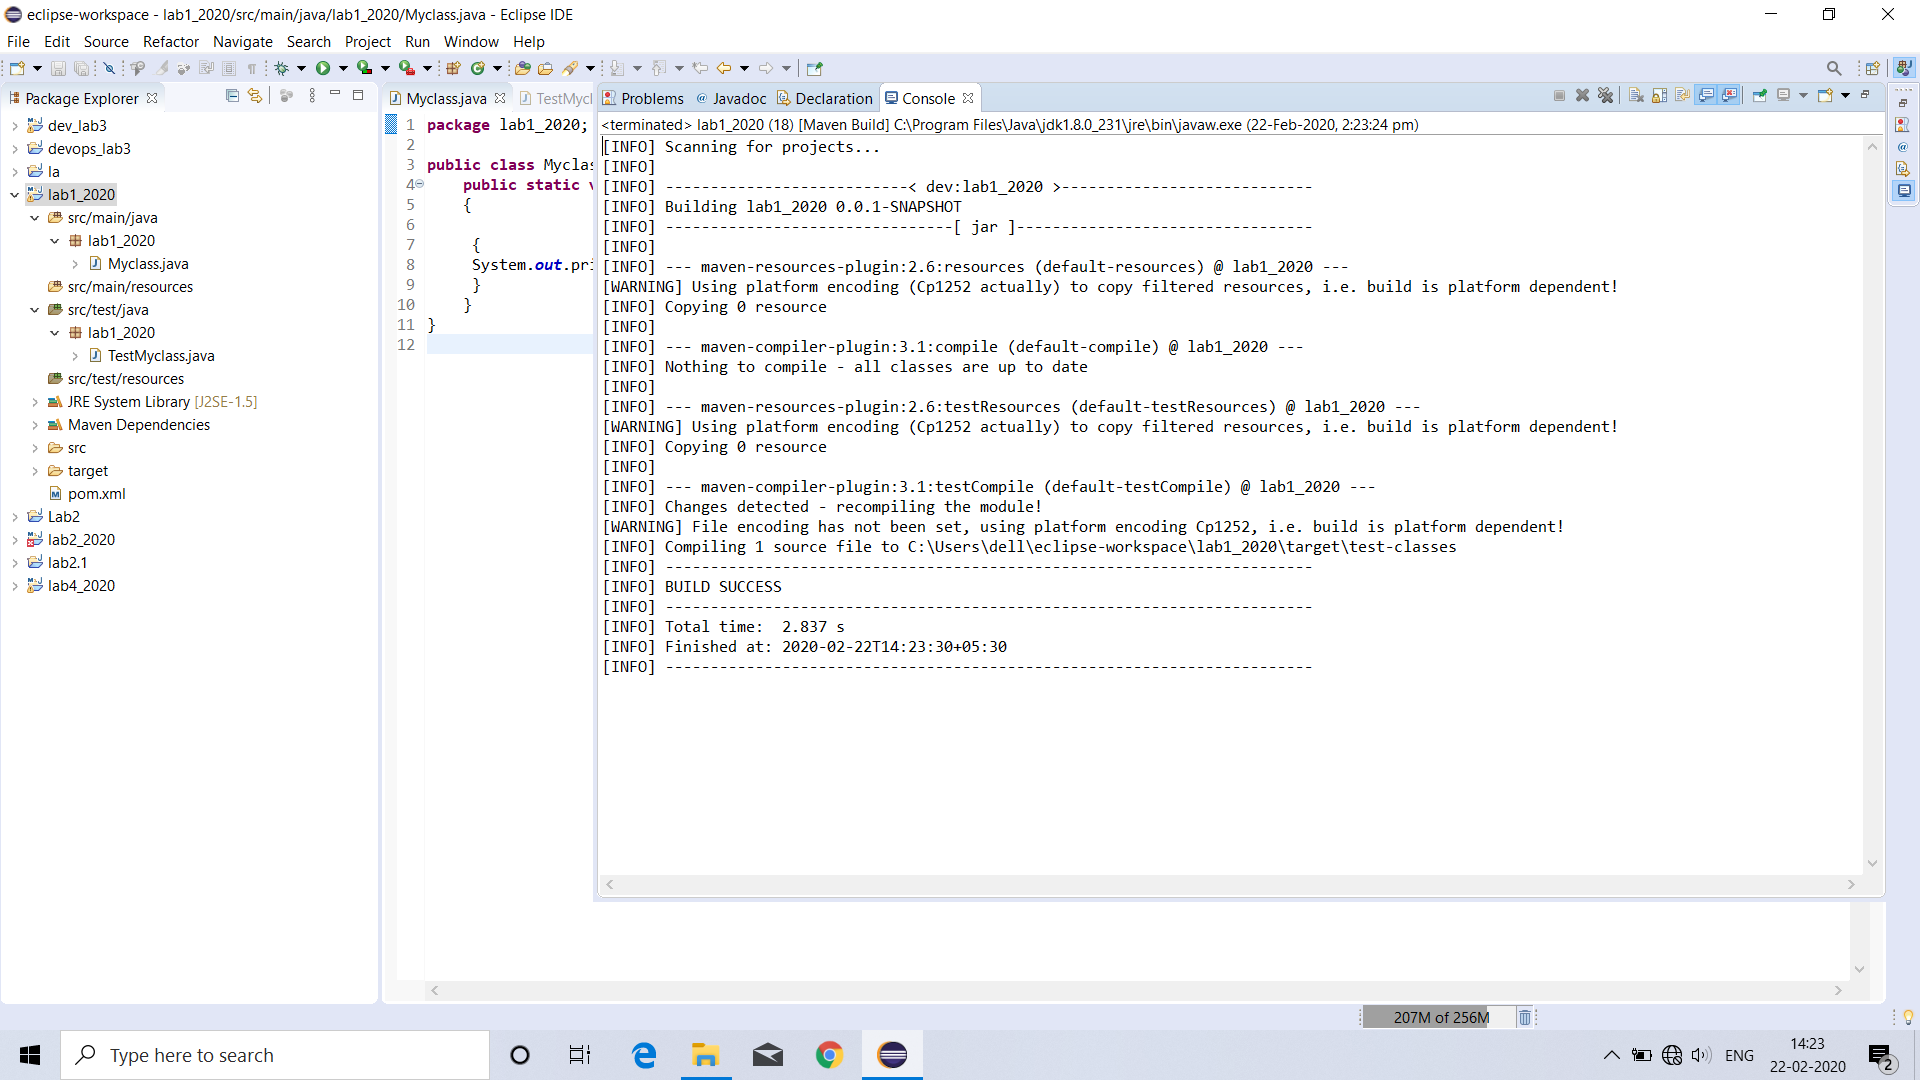 eclipse-workspace - lab1_2020/src/main/java/lab1_2020/Myclass.java - Eclipse IDE
File Edit Source Refactor Navigate Search Project Run Window Help
Package Explorer
dev_lab3
devops_lab3
la
lab1_2020
src/main/java
lab1_2020
Myclass.java
src/main/resources
src/test/java
lab1_2020
TestMyclass.java
src/test/resources
JRE System Library [J2SE-1.5]
Maven Dependencies
src
target
pom.xml
Lab2
lab2_2020
lab2.1
lab4_2020
Myclass.java TestMycl
1 package lab1_2020;
2
3 public class Myclas
4 public static v
5 {
6
7 {
8 System.out.pri
9 }
10 }
11 }
12
Problems @ Javadoc Declaration Console
<terminated> lab1_2020 (18) [Maven Build] C:\Program Files\Java\jdk1.8.0_231\jre\bin\javaw.exe (22-Feb-2020, 2:23:24 pm)
[INFO] Scanning for projects...
[INFO]
[INFO] ---------------------------< dev:lab1_2020 >----------------------------
[INFO] Building lab1_2020 0.0.1-SNAPSHOT
[INFO] --------------------------------[ jar ]---------------------------------
[INFO]
[INFO] --- maven-resources-plugin:2.6:resources (default-resources) @ lab1_2020 ---
[WARNING] Using platform encoding (Cp1252 actually) to copy filtered resources, i.e. build is platform dependent!
[INFO] Copying 0 resource
[INFO]
[INFO] --- maven-compiler-plugin:3.1:compile (default-compile) @ lab1_2020 ---
[INFO] Nothing to compile - all classes are up to date
[INFO]
[INFO] --- maven-resources-plugin:2.6:testResources (default-testResources) @ lab1_2020 ---
[WARNING] Using platform encoding (Cp1252 actually) to copy filtered resources, i.e. build is platform dependent!
[INFO] Copying 0 resource
[INFO]
[INFO] --- maven-compiler-plugin:3.1:testCompile (default-testCompile) @ lab1_2020 ---
[INFO] Changes detected - recompiling the module!
[WARNING] File encoding has not been set, using platform encoding Cp1252, i.e. build is platform dependent!
[INFO] Compiling 1 source file to C:\Users\dell\eclipse-workspace\lab1_2020\target\test-classes
[INFO] ------------------------------------------------------------------------
[INFO] BUILD SUCCESS
[INFO] ------------------------------------------------------------------------
[INFO] Total time:  2.837 s
[INFO] Finished at: 2020-02-22T14:23:30+05:30
[INFO] ------------------------------------------------------------------------
207M of 256M
Type here to search
ENG
14:23
22-02-2020
2